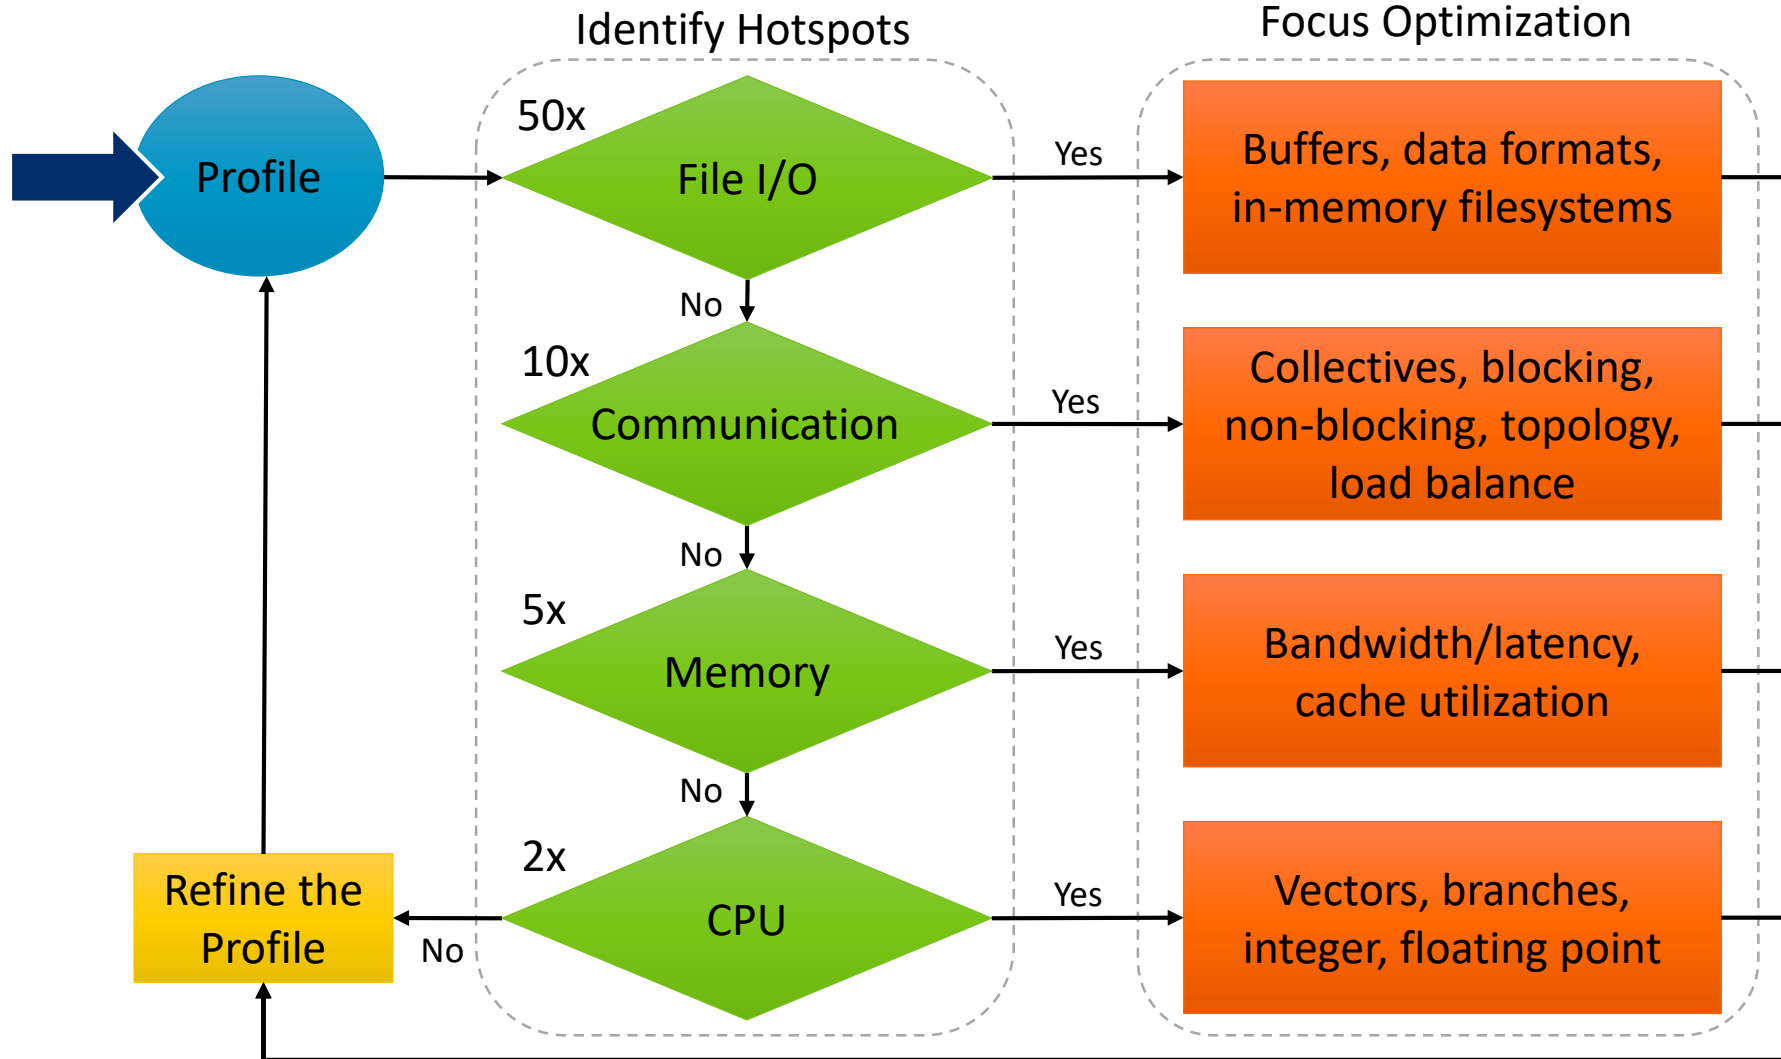 Identify Hotspots
Focus Optimization
Profile
50x
File I/O
Yes
Buffers, data formats,
in-memory filesystems
No
10x
Communication
Yes
Collectives, blocking,
non-blocking, topology,
load balance
No
5x
Memory
Yes
Bandwidth/latency,
cache utilization
No
2x
CPU
Yes
Vectors, branches,
integer, floating point
No
Refine the
Profile